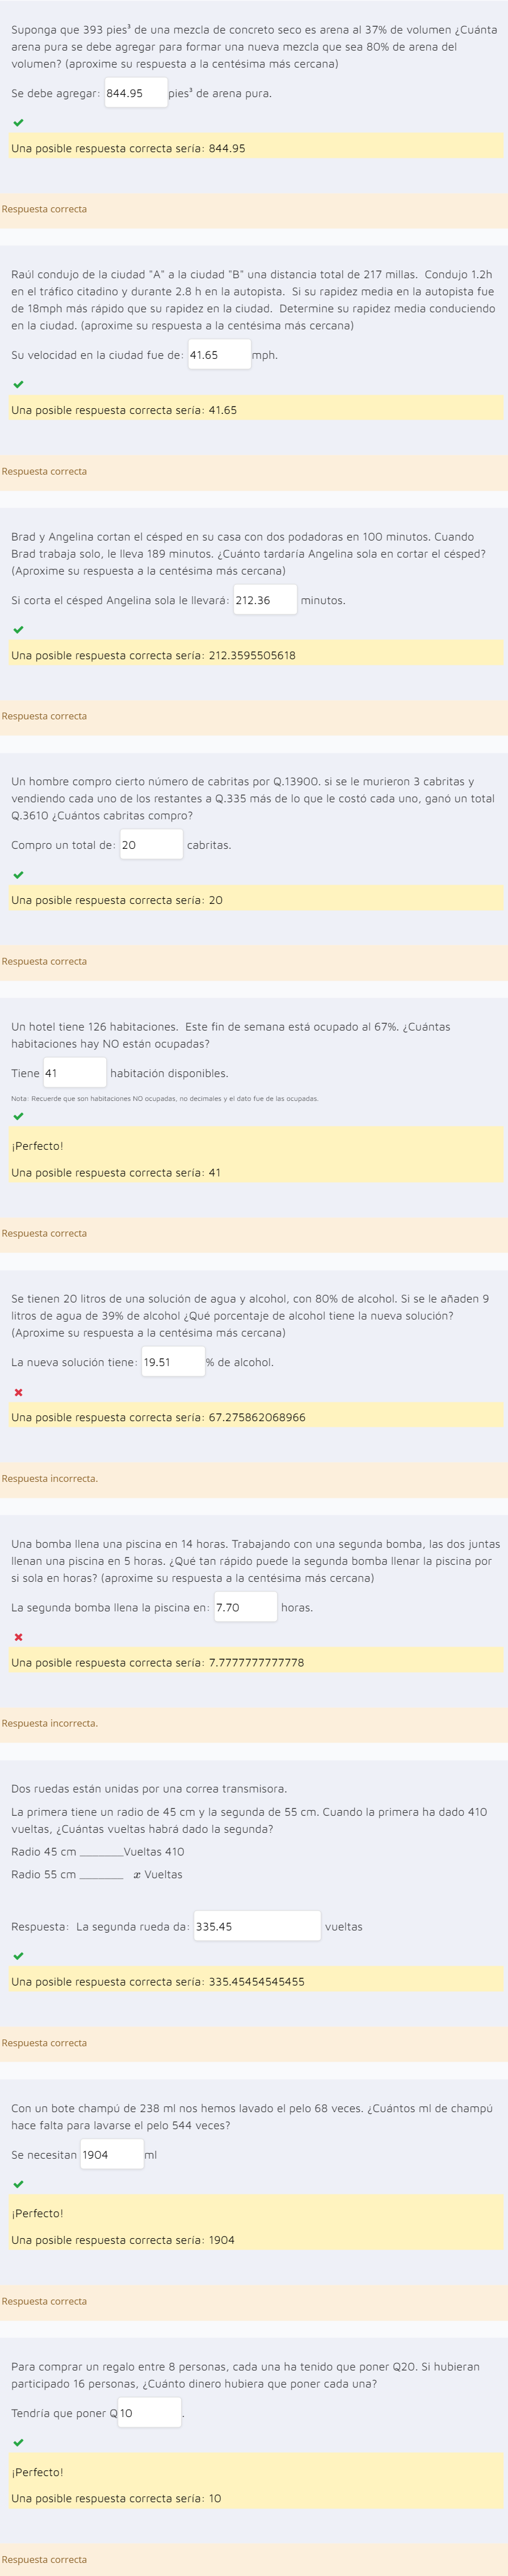 Suponga que 393 pies³ de una mezcla de concreto seco es arena al 37% de volumen ¿Cuánta
arena pura se debe agregar para formar una nueva mezcla que sea 80% de arena del
volumen? (aproxime su respuesta a la centésima más cercana)
Se debe agregar: 844.95 pies³ de arena pura.
Una posible respuesta correcta sería: 844.95
Respuesta correcta
Raúl condujo de la ciudad "A" a la ciudad "B" una distancia total de 217 millas. Condujo 1.2h
en el tráfico citadino y durante 2.8 h en la autopista. Si su rapidez media en la autopista fue
de 18mph más rápido que su rapidez en la ciudad. Determine su rapidez media conduciendo
en la ciudad. (aproxime su respuesta a la centésima más cercana)
Su velocidad en la ciudad fue de: 41.65 mph.
Una posible respuesta correcta sería: 41.65
Respuesta correcta
Brad y Angelina cortan el césped en su casa con dos podadoras en 100 minutos. Cuando
Brad trabaja solo, le lleva 189 minutos. ¿Cuánto tardaría Angelina sola en cortar el césped?
(Aproxime su respuesta a la centésima más cercana)
Si corta el césped Angelina sola le llevará: 212.36 minutos.
Una posible respuesta correcta sería: 212.3595505618
Respuesta correcta
Un hombre compro cierto número de cabritas por Q.13900. si se le murieron 3 cabritas y
vendiendo cada uno de los restantes a Q.335 más de lo que le costó cada uno, ganó un total
Q.3610 ¿Cuántos cabritas compro?
Compro un total de: 20 cabritas.
Una posible respuesta correcta sería: 20
Respuesta correcta
Un hotel tiene 126 habitaciones. Este fin de semana está ocupado al 67%. ¿Cuántas
habitaciones hay NO están ocupadas?
Tiene 41 habitación disponibles.
Nota: Recuerde que son habitaciones NO ocupadas, no decimales y el dato fue de las ocupadas.
¡Perfecto!
Una posible respuesta correcta sería: 41
Respuesta correcta
Se tienen 20 litros de una solución de agua y alcohol, con 80% de alcohol. Si se le añaden 9
litros de agua de 39% de alcohol ¿Qué porcentaje de alcohol tiene la nueva solución?
(Aproxime su respuesta a la centésima más cercana)
La nueva solución tiene: 19.51 % de alcohol.
Una posible respuesta correcta sería: 67.275862068966
Respuesta incorrecta.
Una bomba llena una piscina en 14 horas. Trabajando con una segunda bomba, las dos juntas
llenan una piscina en 5 horas. ¿Qué tan rápido puede la segunda bomba llenar la piscina por
si sola en horas? (aproxime su respuesta a la centésima más cercana)
La segunda bomba llena la piscina en: 7.70 horas.
Una posible respuesta correcta sería: 7.7777777777778
Respuesta incorrecta.
Dos ruedas están unidas por una correa transmisora.
La primera tiene un radio de 45 cm y la segunda de 55 cm. Cuando la primera ha dado 410
vueltas, ¿Cuántas vueltas habrá dado la segunda?
Radio 45 cm ________Vueltas 410
Radio 55 cm ________ x Vueltas
Respuesta: La segunda rueda da: 335.45 vueltas
Una posible respuesta correcta sería: 335.45454545455
Respuesta correcta
Con un bote champú de 238 ml nos hemos lavado el pelo 68 veces. ¿Cuántos ml de champú
hace falta para lavarse el pelo 544 veces?
Se necesitan 1904 ml
¡Perfecto!
Una posible respuesta correcta sería: 1904
Respuesta correcta
Para comprar un regalo entre 8 personas, cada una ha tenido que poner Q20. Si hubieran
participado 16 personas, ¿Cuánto dinero hubiera que poner cada una?
Tendría que poner Q 10 .
¡Perfecto!
Una posible respuesta correcta sería: 10
Respuesta correcta